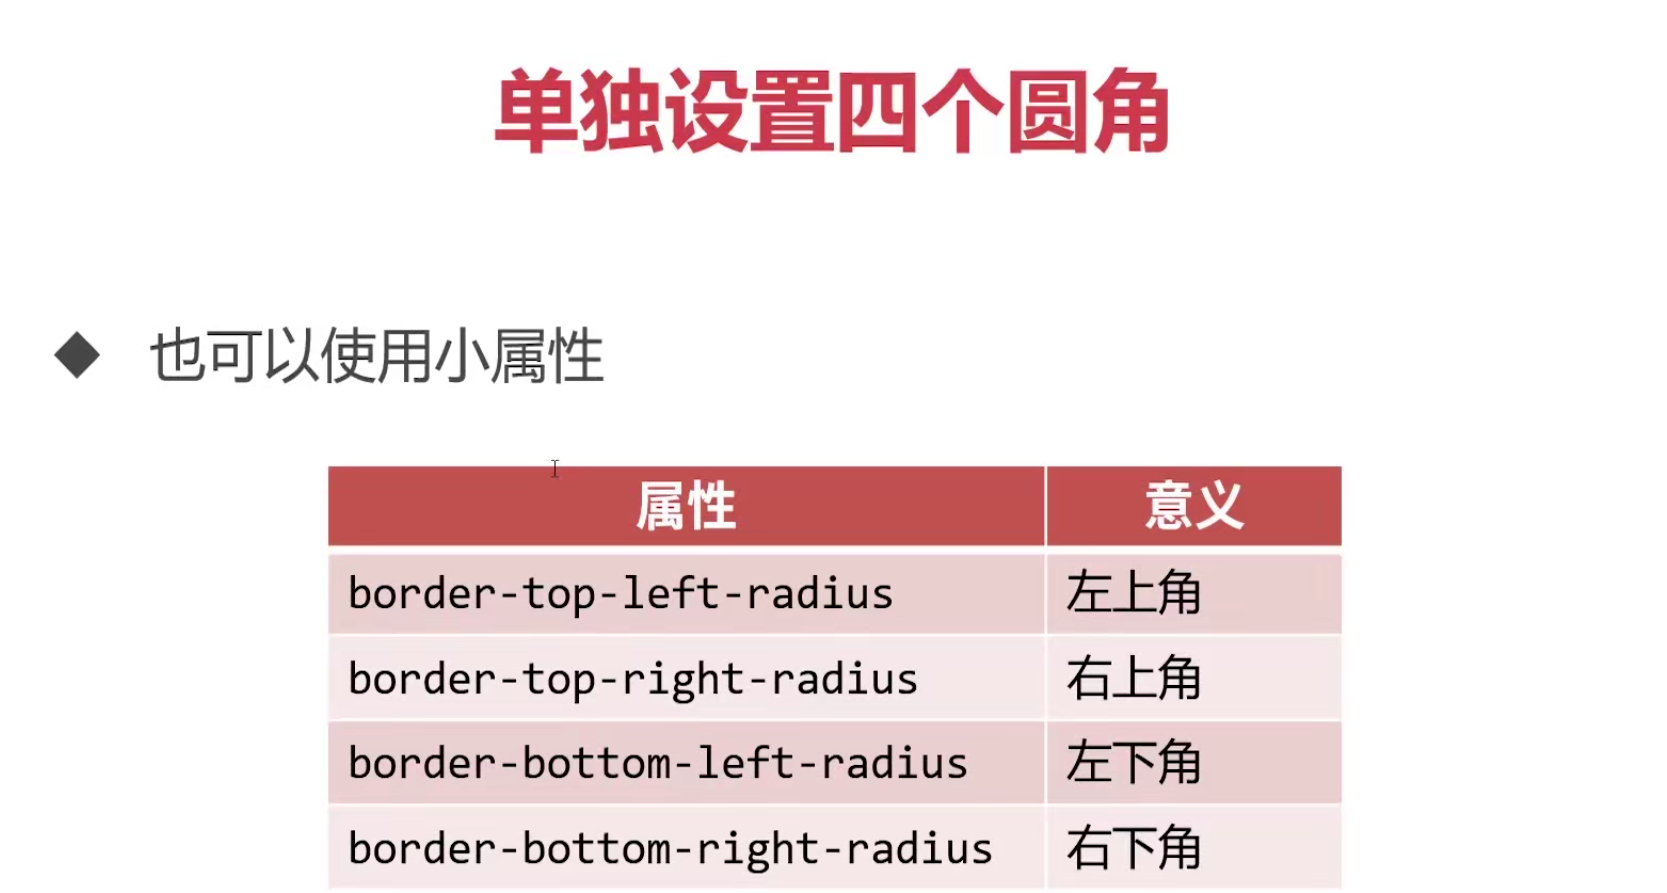 单独设置四个圆角
◆ 也可以使用小属性
属性 意义
border-top-left-radius 左上角
border-top-right-radius 右上角
border-bottom-left-radius 左下角
border-bottom-right-radius 右下角